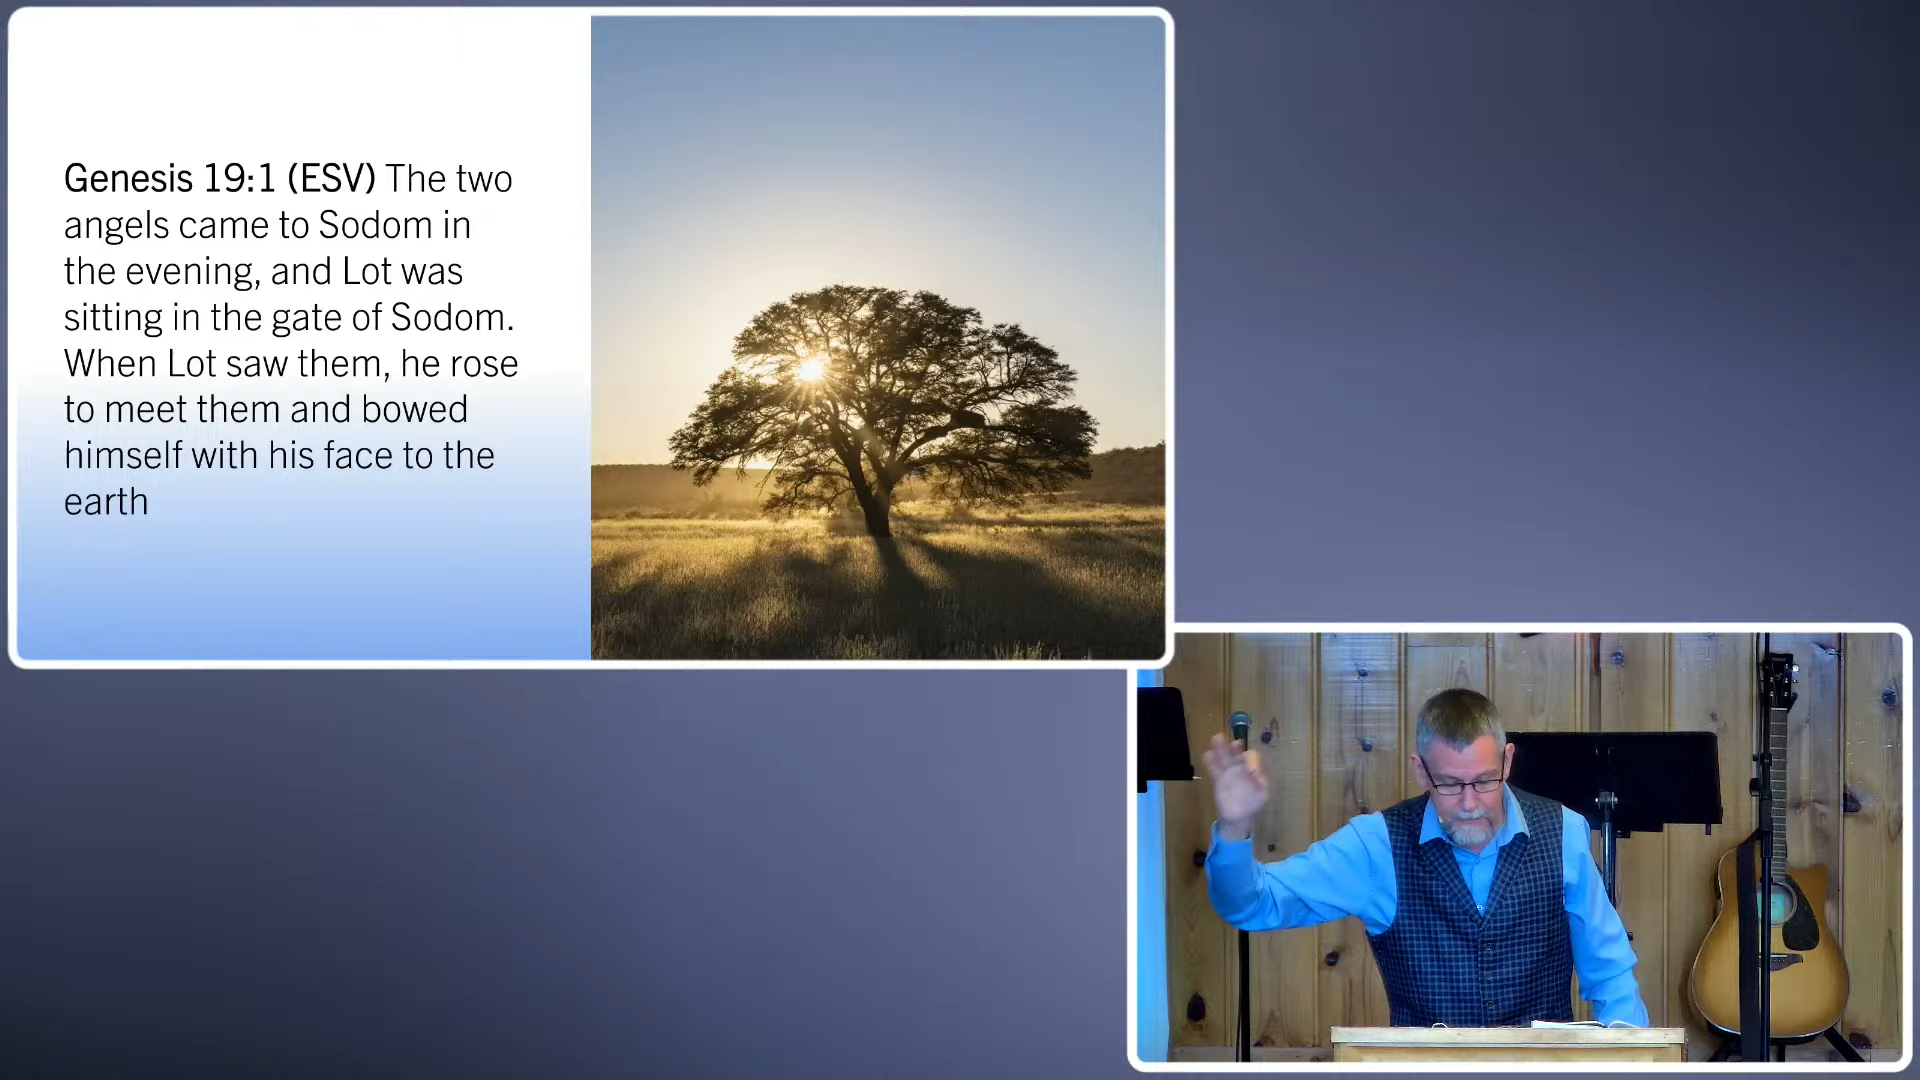 Genesis 19:1 (ESV) The two
angels came to Sodom in
the evening, and Lot was
sitting in the gate of Sodom.
When Lot saw them, he rose
to meet them and bowed
himself with his face to the
earth